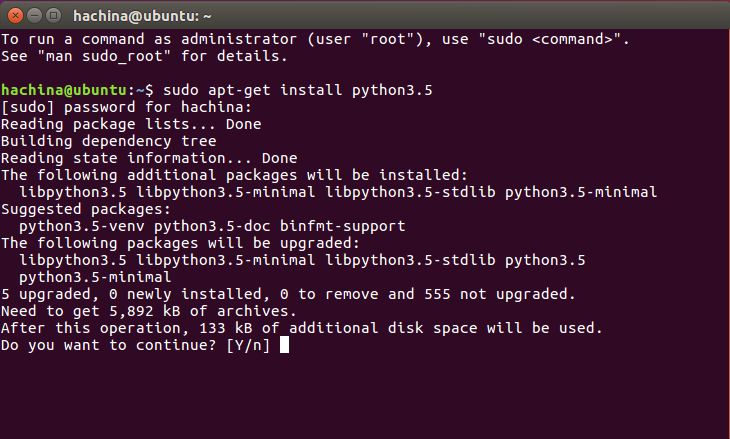 hachina@ubuntu: ~
To run a command as administrator (user "root"), use "sudo <command>".
See "man sudo_root" for details.
hachina@ubuntu:~$ sudo apt-get install python3.5
[sudo] password for hachina:
Reading package lists... Done
Building dependency tree
Reading state information... Done
The following additional packages will be installed:
  libpython3.5 libpython3.5-minimal libpython3.5-stdlib python3.5-minimal
Suggested packages:
  python3.5-venv python3.5-doc binfmt-support
The following packages will be upgraded:
  libpython3.5 libpython3.5-minimal libpython3.5-stdlib python3.5
  python3.5-minimal
5 upgraded, 0 newly installed, 0 to remove and 555 not upgraded.
Need to get 5,892 kB of archives.
After this operation, 133 kB of additional disk space will be used.
Do you want to continue? [Y/n]